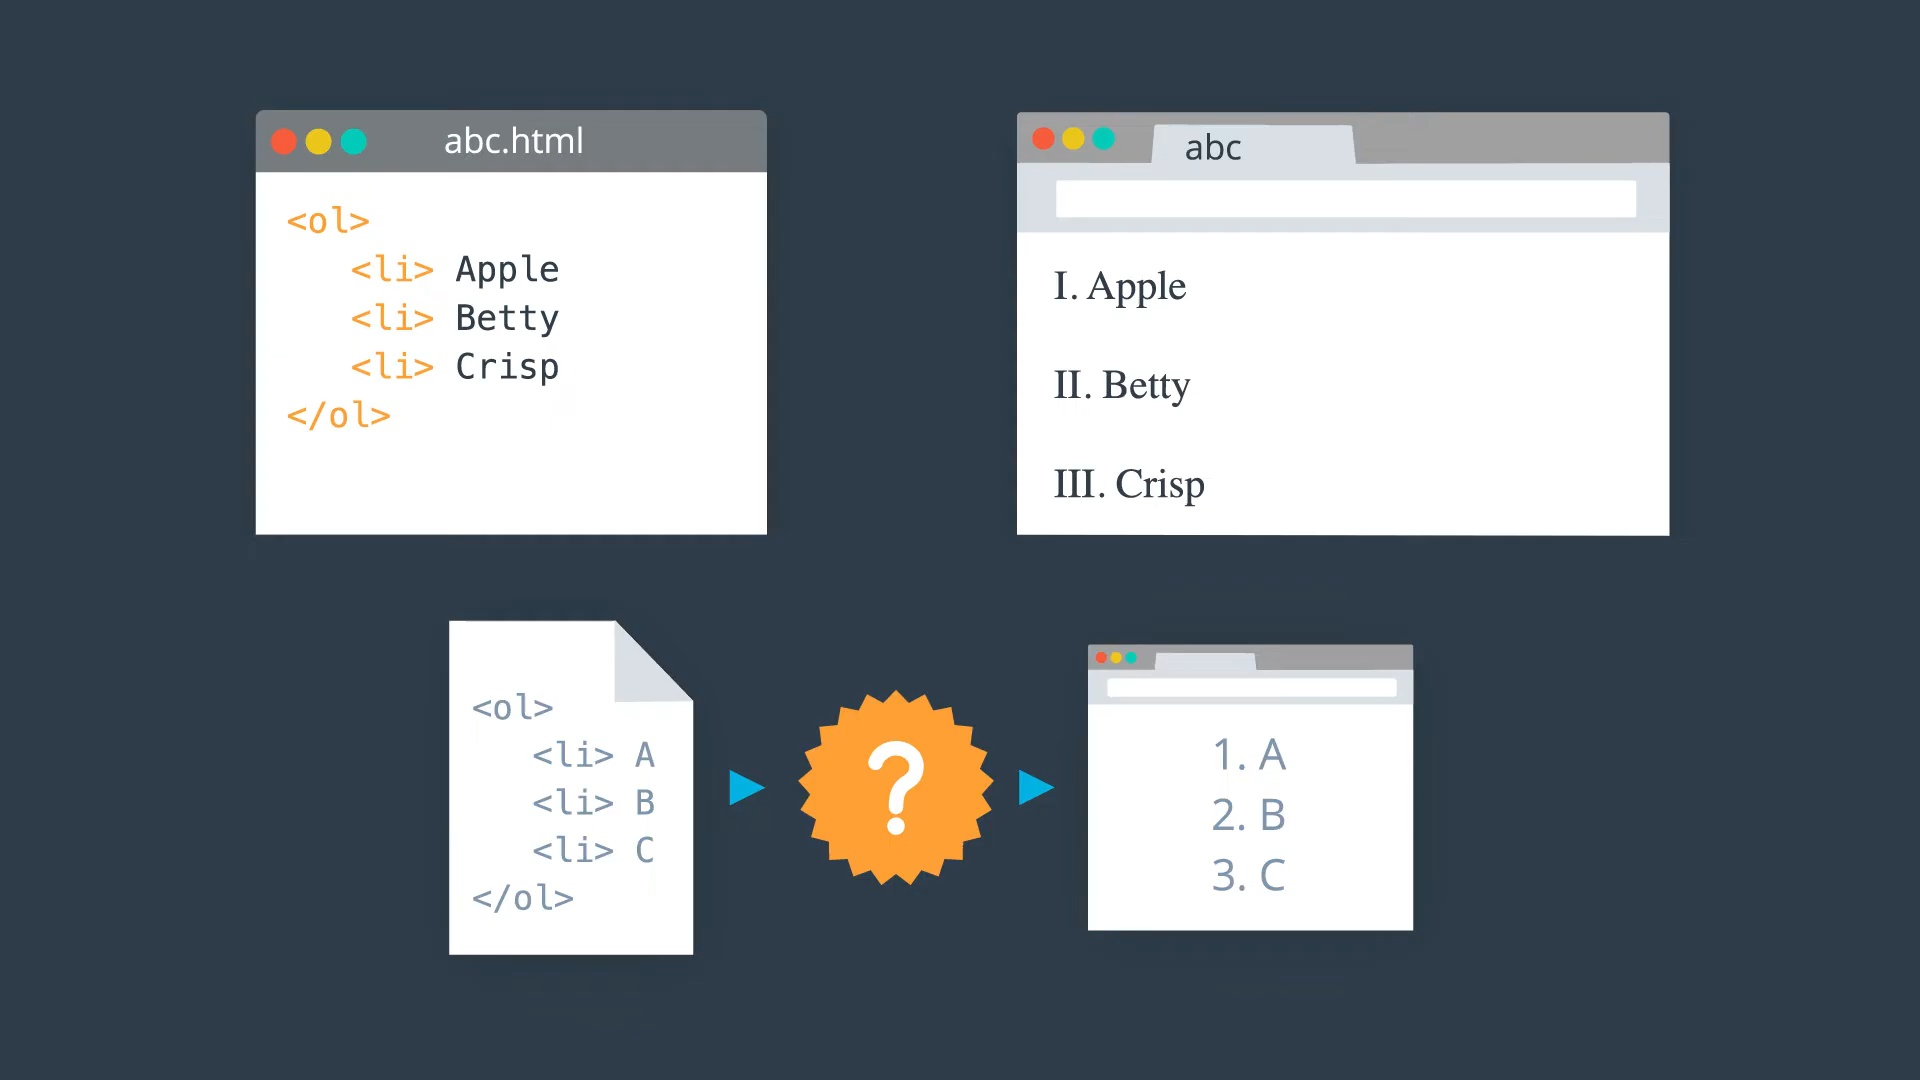 abc.html
<ol>
<li> Apple
<li> Betty
<li> Crisp
</ol>
abc
I. Apple
II. Betty
III. Crisp
<ol>
<li> A
<li> B
<li> C
</ol>
?
1. A
2. B
3. C